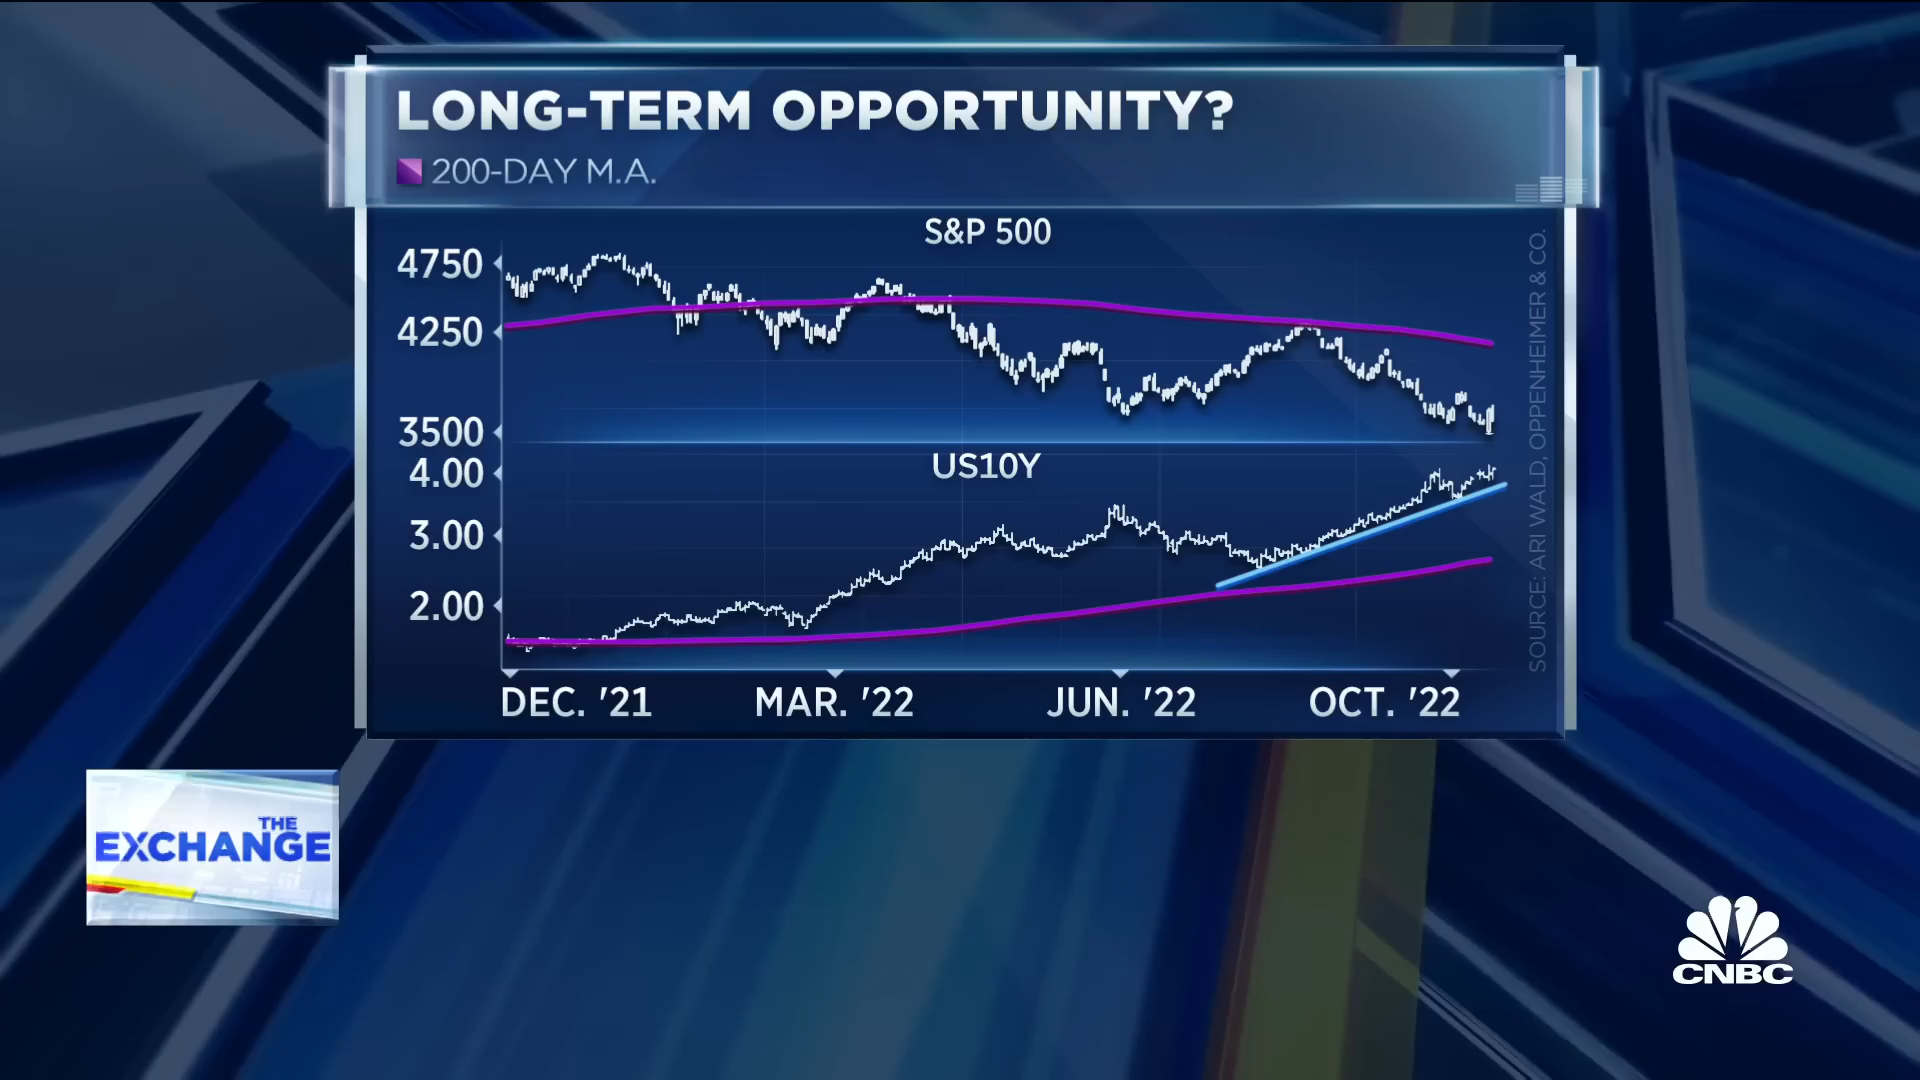 LONG-TERM OPPORTUNITY?
200-DAY M.A.
S&P 500
4750
4250
3500
US10Y
4.00
3.00
2.00
DEC. '21
MAR. '22
JUN. '22
OCT. '22
SOURCE: ARI WALD, OPPENHEIMER & CO.
THE
EXCHANGE
CNBC